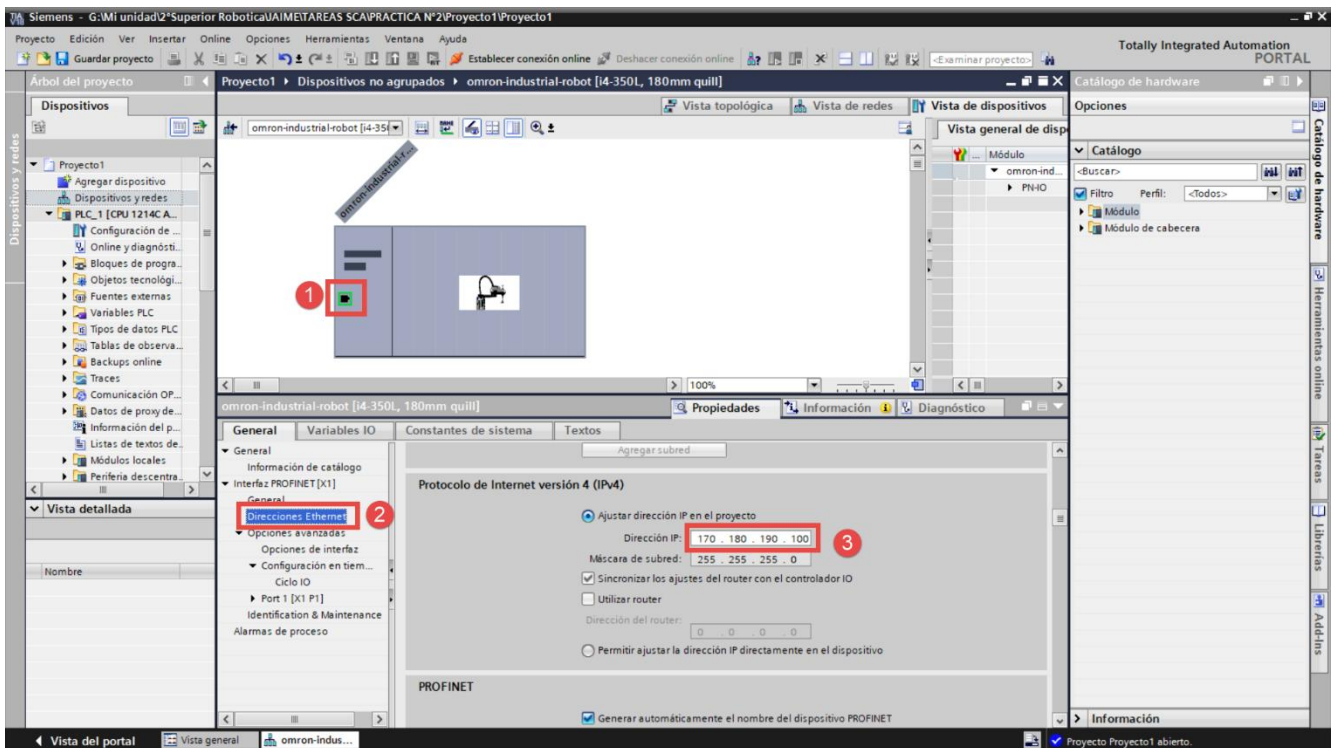 Siemens - G:\Mi unidad\2°Superior Robotica\JAIME\TAREAS SCA\PRACTICA N°2\Proyecto1\Proyecto1
Proyecto Edición Ver Insertar Online Opciones Herramientas Ventana Ayuda
Totally Integrated Automation
PORTAL
Guardar proyecto
Establecer conexión online
Deshacer conexión online
<Examinar proyecto>
Árbol del proyecto
Dispositivos
Dispositivos y redes
Proyecto1
Agregar dispositivo
Dispositivos y redes
PLC_1 [CPU 1214C A...
Configuración de ...
Online y diagnósti...
Bloques de progra...
Objetos tecnológi...
Fuentes externas
Variables PLC
Tipos de datos PLC
Tablas de observa...
Backups online
Traces
Comunicación OP...
Datos de proxy de...
Información del p...
Listas de textos de...
Módulos locales
Periferia descentra...
Vista detallada
Nombre
Proyecto1 ▸ Dispositivos no agrupados ▸ omron-industrial-robot [i4-350L, 180mm quill]
Vista topológica
Vista de redes
Vista de dispositivos
omron-industrial-robot [i4-35
omron-industrial-r...
1
100%
Vista general de disp
... Módulo
omron-ind...
PN-IO
omron-industrial-robot [i4-350L, 180mm quill]
Propiedades
Información
Diagnóstico
General
Variables IO
Constantes de sistema
Textos
General
Información de catálogo
Interfaz PROFINET [X1]
General
Direcciones Ethernet
2
Opciones avanzadas
Opciones de interfaz
Configuración en tiem...
Ciclo IO
Port 1 [X1 P1]
Identification & Maintenance
Alarmas de proceso
Agregar subred
Protocolo de Internet versión 4 (IPv4)
Ajustar dirección IP en el proyecto
Dirección IP: 170 . 180 . 190 . 100
3
Máscara de subred: 255 . 255 . 255 . 0
Sincronizar los ajustes del router con el controlador IO
Utilizar router
Dirección del router: 0 . 0 . 0 . 0
Permitir ajustar la dirección IP directamente en el dispositivo
PROFINET
Generar automáticamente el nombre del dispositivo PROFINET
Catálogo de hardware
Opciones
Catálogo
<Buscar>
Filtro Perfil: <Todos>
Módulo
Módulo de cabecera
Información
Catálogo de hardware
Herramientas online
Tareas
Librerías
Add-Ins
Vista del portal
Vista general
omron-indus...
Proyecto Proyecto1 abierto.